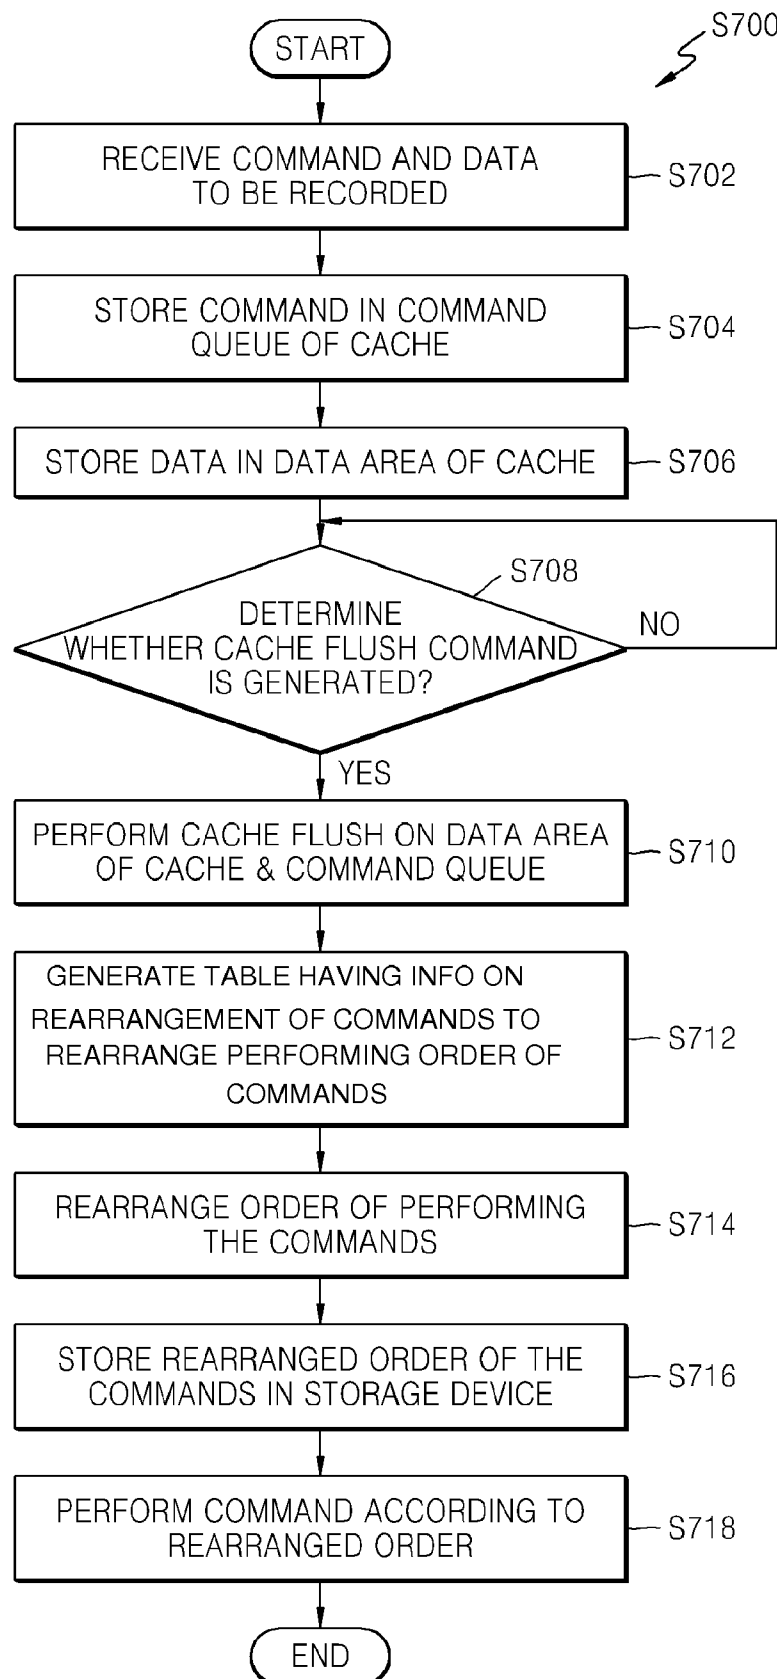 S700
START
RECEIVE COMMAND AND DATA
TO BE RECORDED
S702
STORE COMMAND IN COMMAND
QUEUE OF CACHE
S704
STORE DATA IN DATA AREA OF CACHE
S706
S708
DETERMINE
WHETHER CACHE FLUSH COMMAND
IS GENERATED?
NO
YES
PERFORM CACHE FLUSH ON DATA AREA
OF CACHE & COMMAND QUEUE
S710
GENERATE TABLE HAVING INFO ON
REARRANGEMENT OF COMMANDS TO
REARRANGE PERFORMING ORDER OF
COMMANDS
S712
REARRANGE ORDER OF PERFORMING
THE COMMANDS
S714
STORE REARRANGED ORDER OF THE
COMMANDS IN STORAGE DEVICE
S716
PERFORM COMMAND ACCORDING TO
REARRANGED ORDER
S718
END